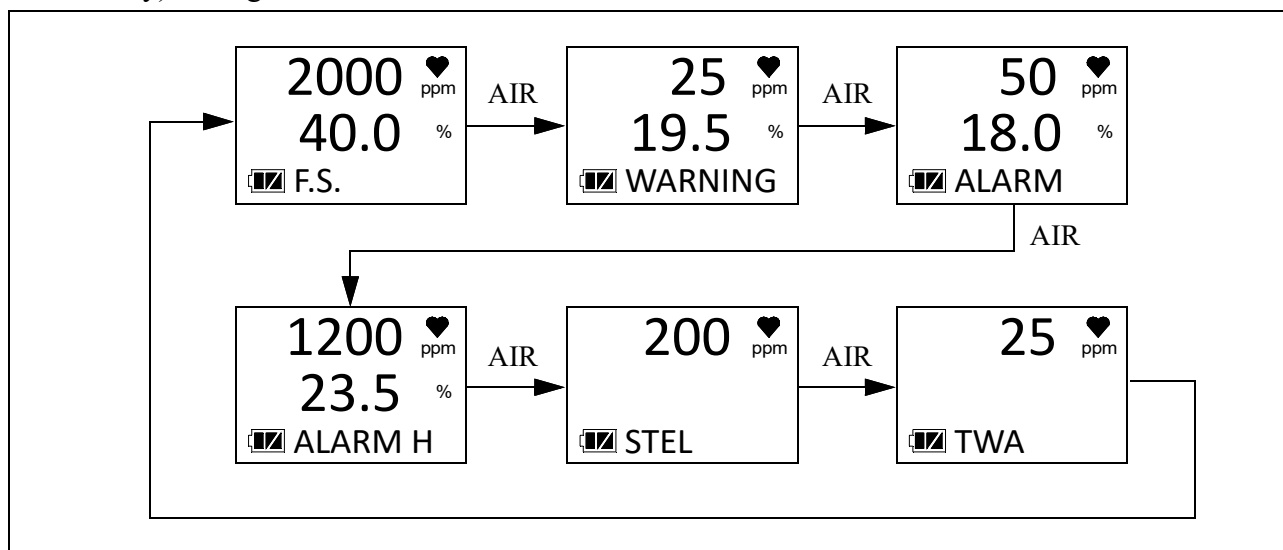 2000 ppm
40.0 %
F.S.
AIR
25 ppm
19.5 %
WARNING
AIR
50 ppm
18.0 %
ALARM
AIR
1200 ppm
23.5 %
ALARM H
AIR
200 ppm
STEL
AIR
25 ppm
TWA